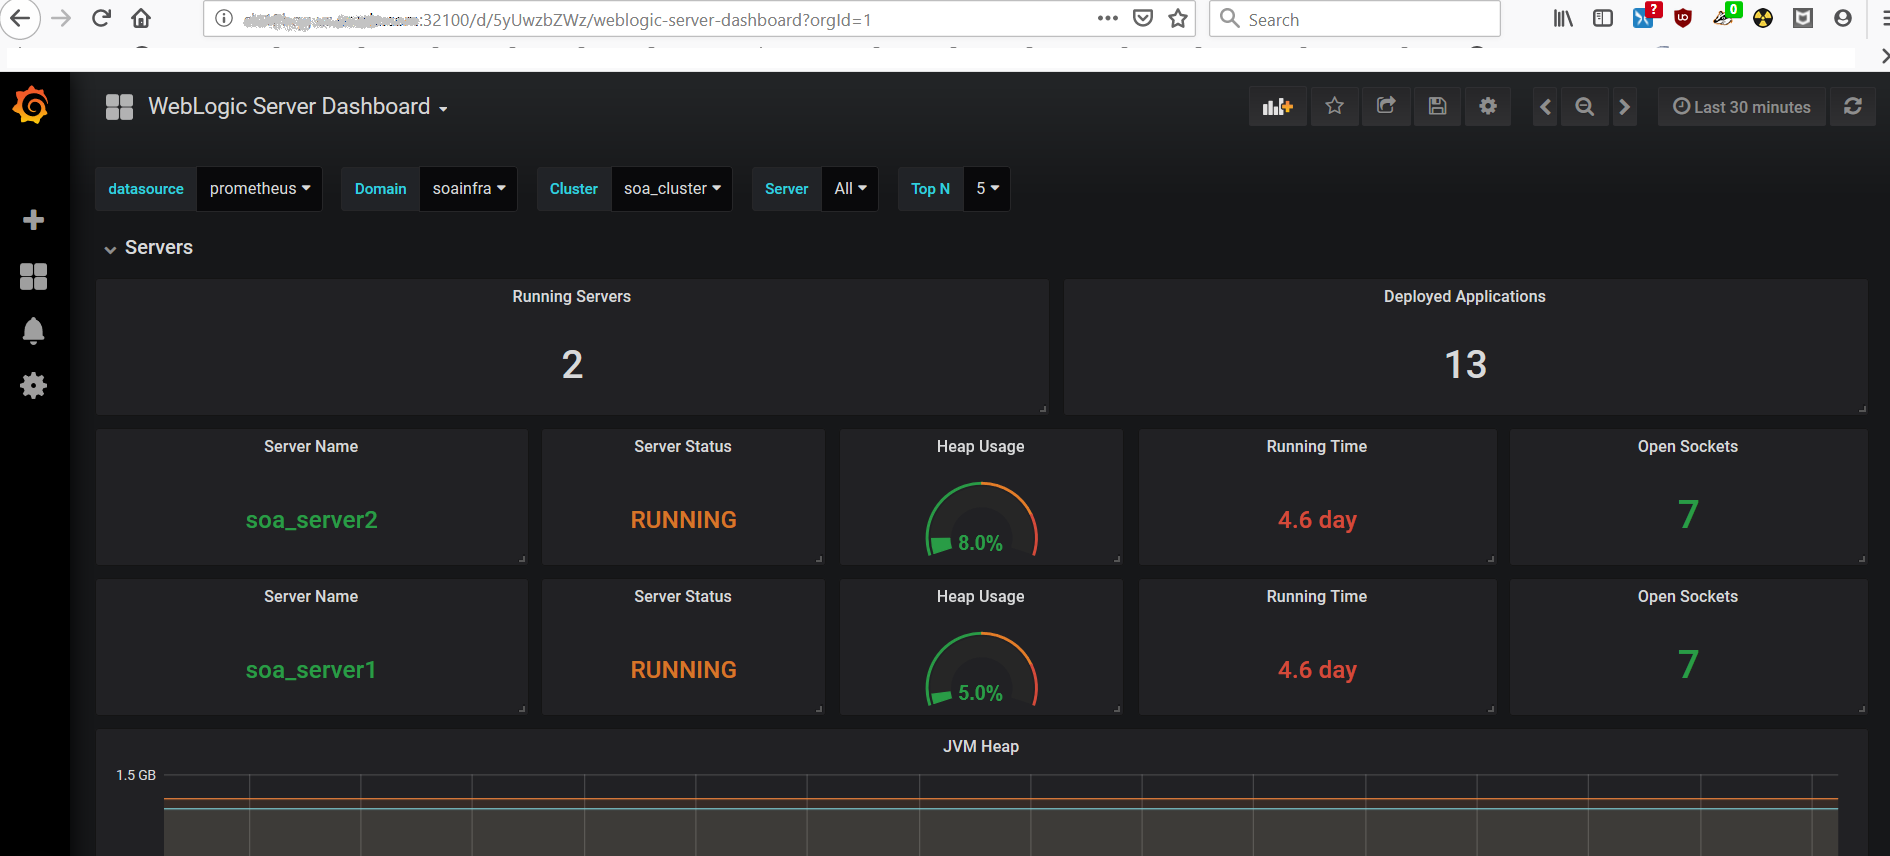 :32100/d/5yUwzbZWz/weblogic-server-dashboard?orgId=1
Search
?
0
WebLogic Server Dashboard
Last 30 minutes
datasource prometheus Domain soainfra Cluster soa_cluster Server All Top N 5
Servers
Running Servers
2
Deployed Applications
13
Server Name
soa_server2
Server Status
RUNNING
Heap Usage
8.0%
Running Time
4.6 day
Open Sockets
7
Server Name
soa_server1
Server Status
RUNNING
Heap Usage
5.0%
Running Time
4.6 day
Open Sockets
7
JVM Heap
1.5 GB